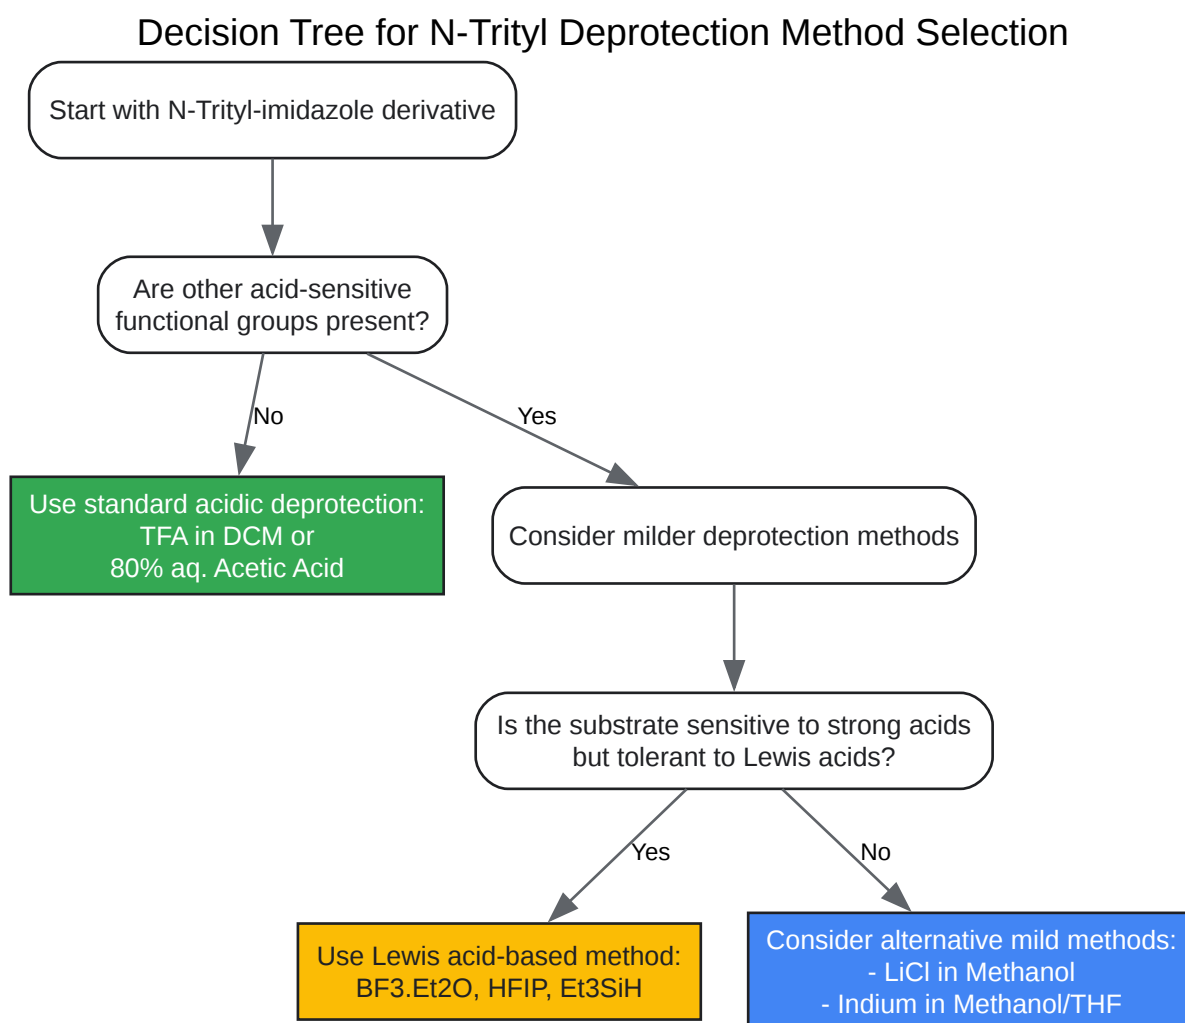 Decision Tree for N-Trityl Deprotection Method Selection
Start with N-Trityl-imidazole derivative
Are other acid-sensitive
functional groups present?
No
Yes
Use standard acidic deprotection:
TFA in DCM or
80% aq. Acetic Acid
Consider milder deprotection methods
Is the substrate sensitive to strong acids
but tolerant to Lewis acids?
Yes
No
Use Lewis acid-based method:
BF3.Et2O, HFIP, Et3SiH
Consider alternative mild methods:
- LiCl in Methanol
- Indium in Methanol/THF